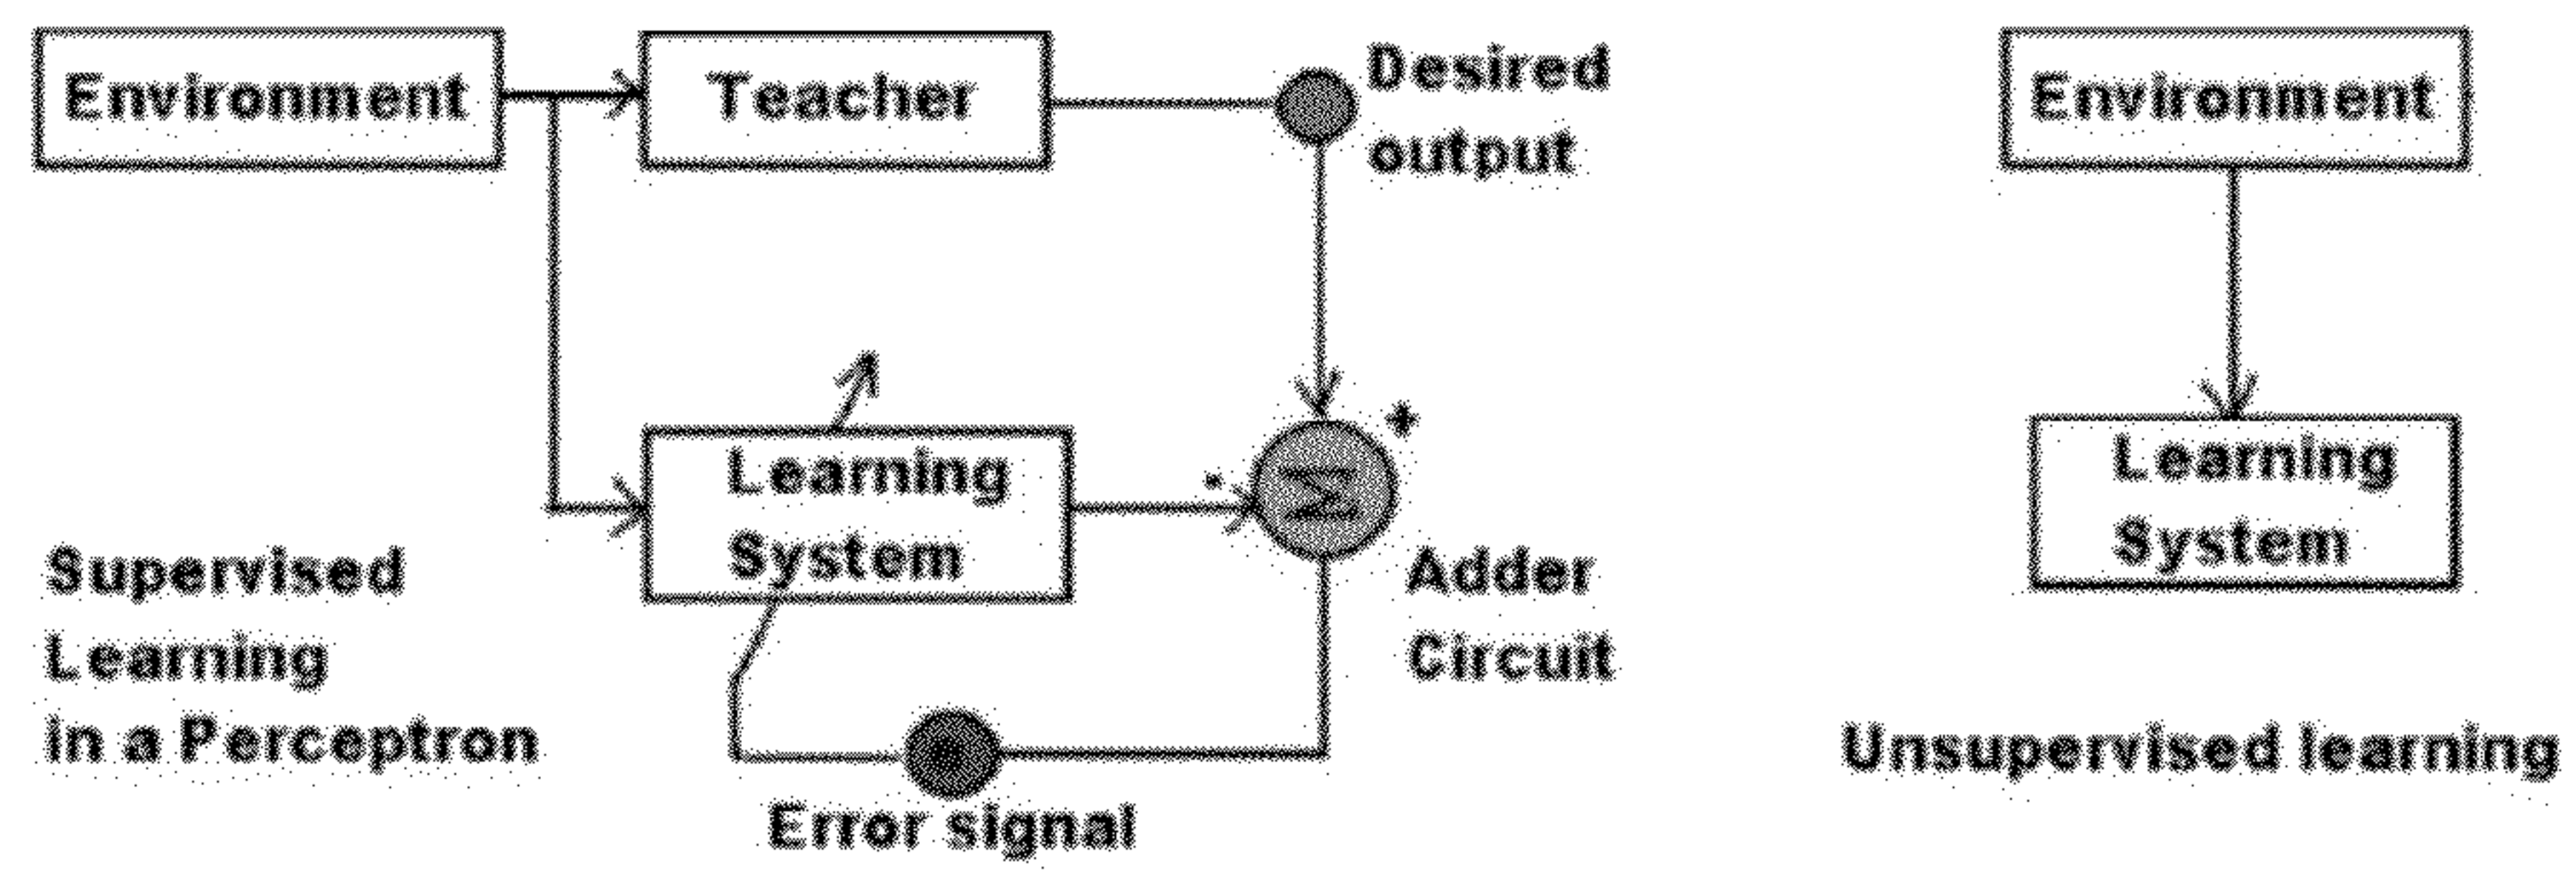 Environment
Teacher
Desired
output
Environment
+
-
Σ
Learning
System
Adder
Circuit
Learning
System
Supervised
Learning
in a Perceptron
Error signal
Unsupervised learning